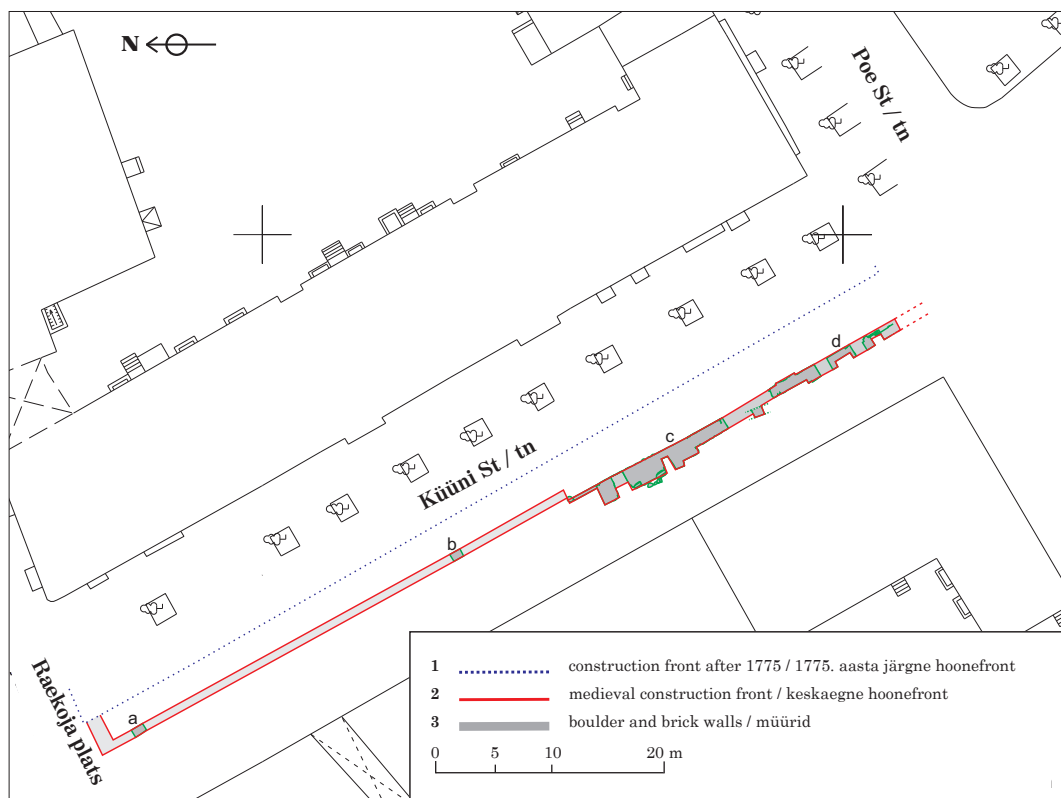 N
Poe St / tn
d
c
Küüni St / tn
b
a
Raekoja plats
1 construction front after 1775 / 1775. aasta järgne hoonefront
2 medieval construction front / keskaegne hoonefront
3 boulder and brick walls / müürid
0 5 10 20 m